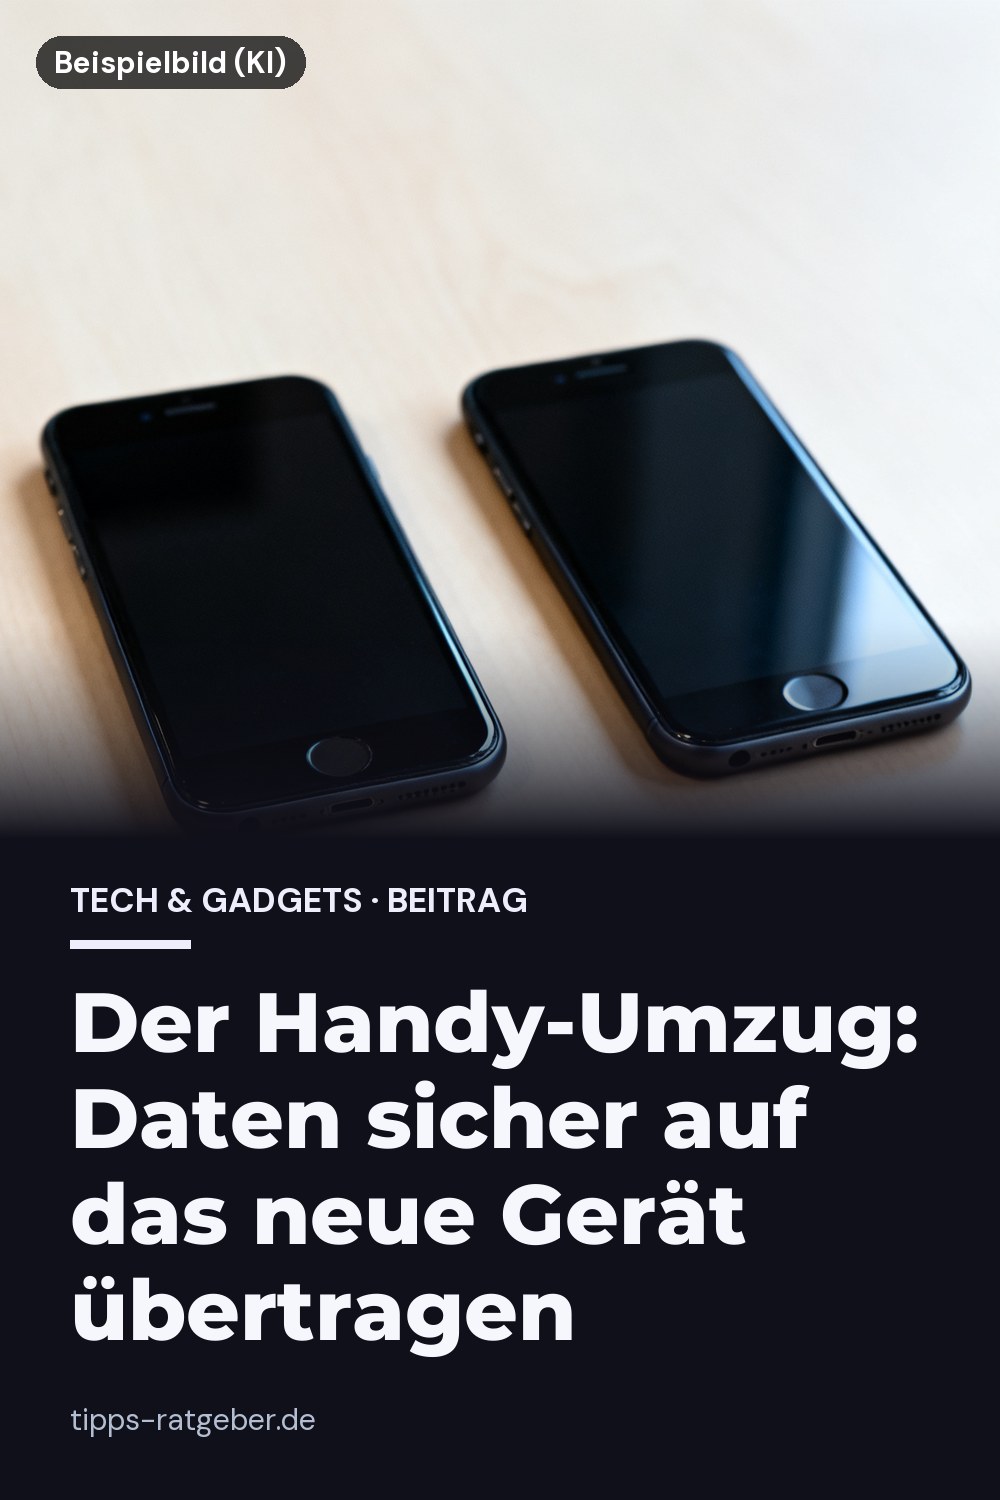 Beispielbild (KI)
TECH & GADGETS · BEITRAG
Der Handy-Umzug:
Daten sicher auf
das neue Gerät
übertragen
tipps-ratgeber.de